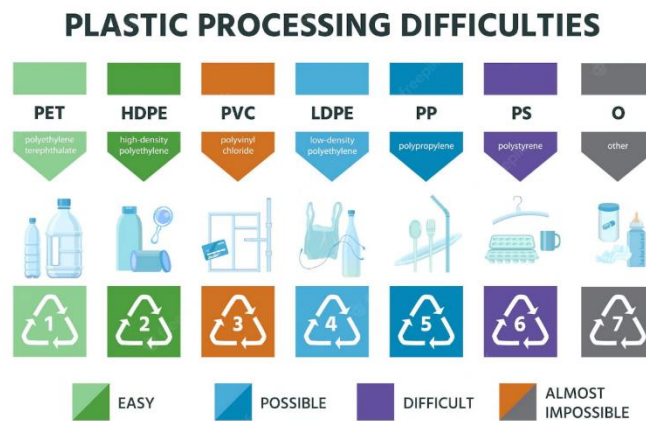 PLASTIC PROCESSING DIFFICULTIES
PET
HDPE
PVC
LDPE
PP
PS
O
polyethylene
terephthalate
high-density
polyethylene
polyvinyl
chloride
low-density
polyethylene
polypropylene
polystyrene
other
1
2
3
4
5
6
7
EASY
POSSIBLE
DIFFICULT
ALMOST
IMPOSSIBLE